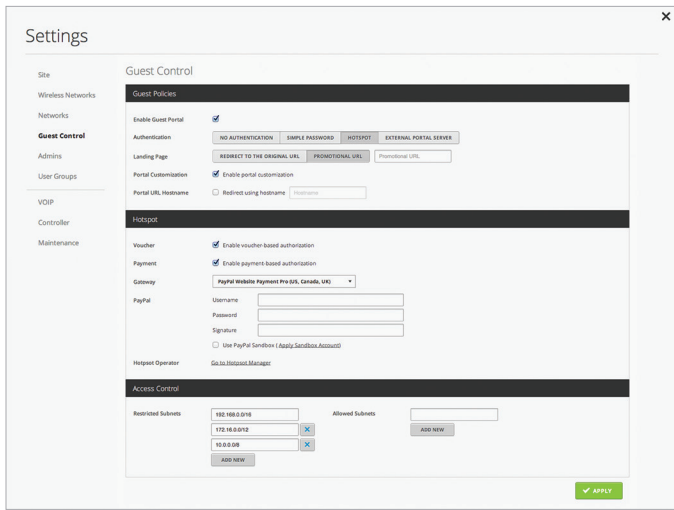 Settings
Site
Wireless Networks
Networks
Guest Control
Admins
User Groups
VOIP
Controller
Maintenance
Guest Control
Guest Policies
Enable Guest Portal
Authentication NO AUTHENTICATION SIMPLE PASSWORD HOTSPOT EXTERNAL PORTAL SERVER
Landing Page REDIRECT TO THE ORIGINAL URL PROMOTIONAL URL Promotional URL
Portal Customization Enable portal customization
Portal URL Hostname Redirect using hostname Hostname
Hotspot
Voucher Enable voucher-based authorization
Payment Enable payment-based authorization
Gateway PayPal Website Payment Pro (US, Canada, UK)
PayPal Username
Password
Signature
Use PayPal Sandbox ( Apply Sandbox Account)
Hotpsot Operator Go to Hotpsot Manager
Access Control
Restricted Subnets 192.168.0.0/16 Allowed Subnets
172.16.0.0/12 ADD NEW
10.0.0.0/8
ADD NEW
APPLY